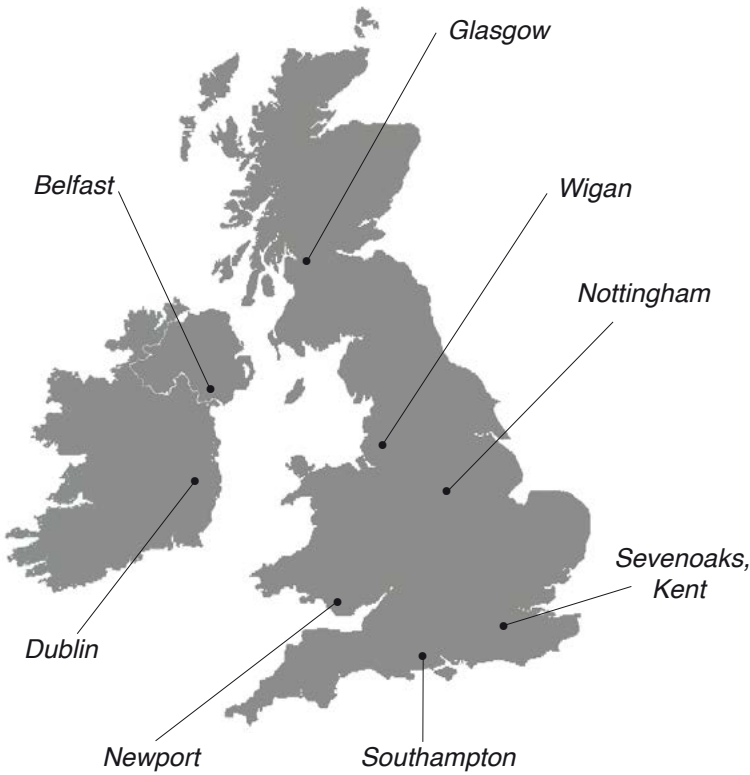 Glasgow
Belfast
Wigan
Nottingham
Sevenoaks,
Kent
Dublin
Newport
Southampton